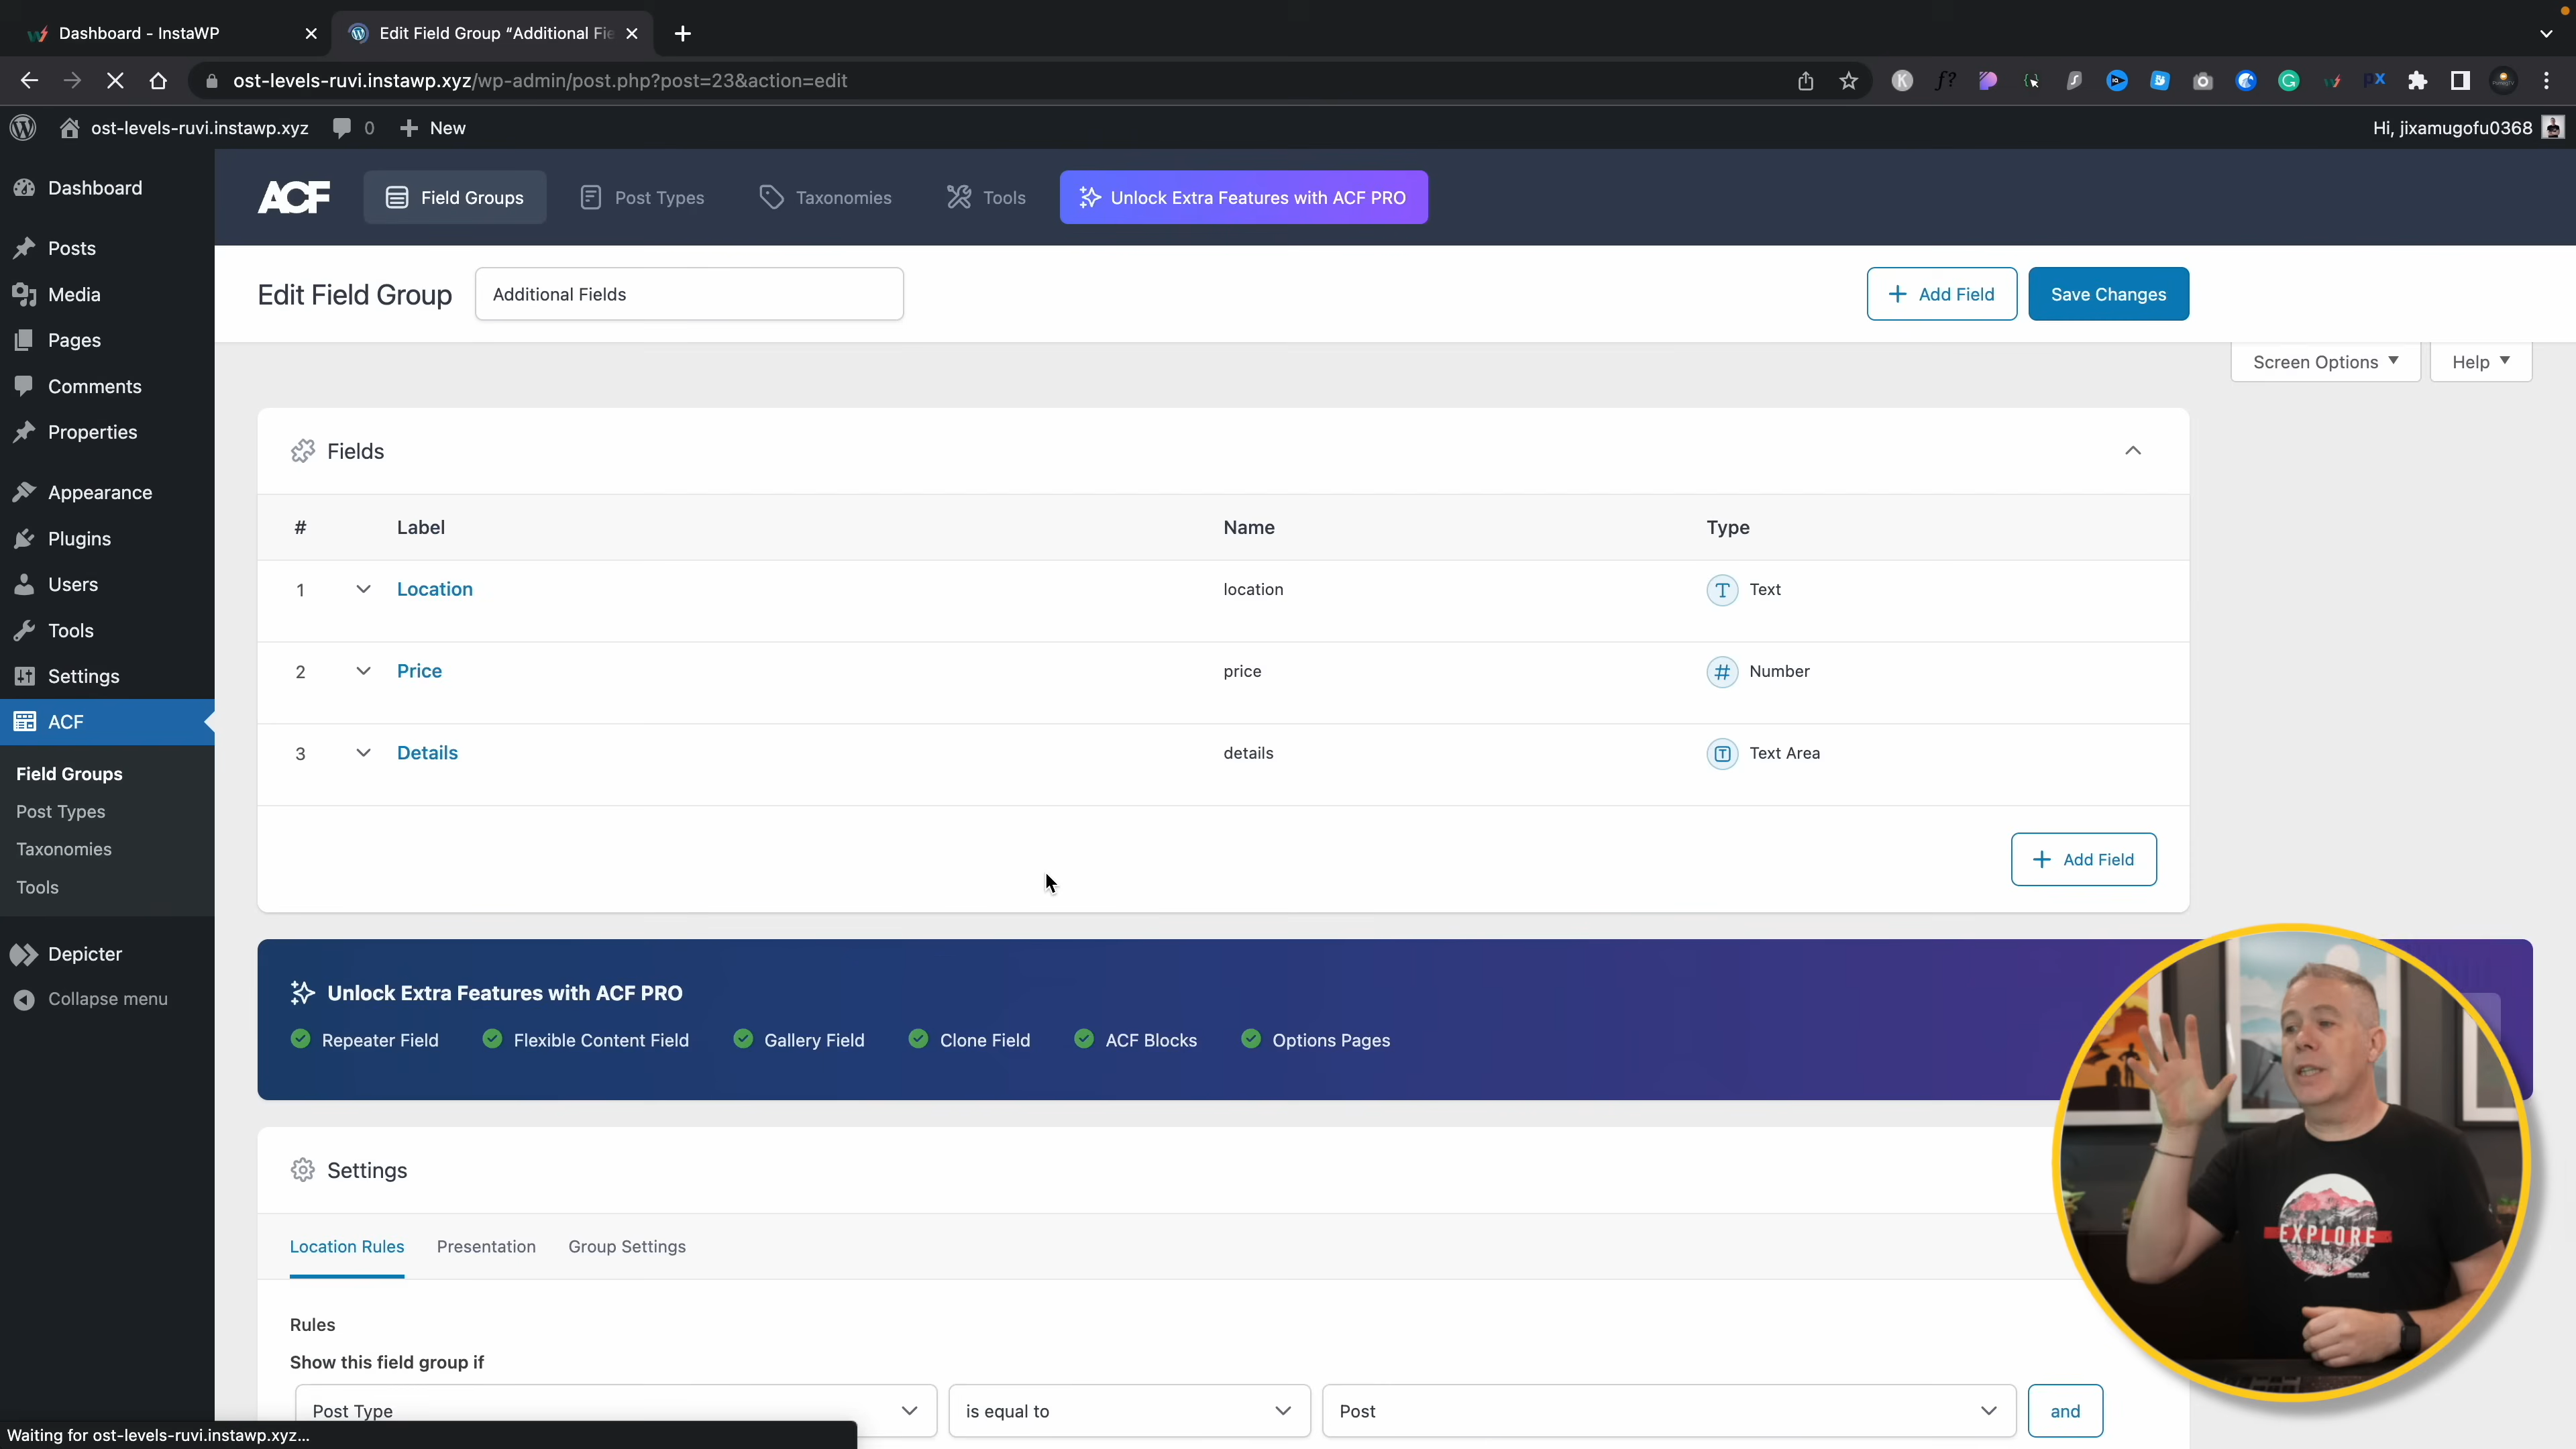 Dashboard - InstaWP
Edit Field Group “Additional Fie
ost-levels-ruvi.instawp.xyz/wp-admin/post.php?post=23&action=edit
ost-levels-ruvi.instawp.xyz 0 New
Hi, jixamugofu0368
Dashboard
Posts
Media
Pages
Comments
Properties
Appearance
Plugins
Users
Tools
Settings
ACF
Field Groups
Post Types
Taxonomies
Tools
Depicter
Collapse menu
ACF Field Groups Post Types Taxonomies Tools Unlock Extra Features with ACF PRO
Edit Field Group Additional Fields Add Field Save Changes
Screen Options Help
Fields
# Label Name Type
1 Location location Text
2 Price price Number
3 Details details Text Area
Add Field
Unlock Extra Features with ACF PRO
Repeater Field Flexible Content Field Gallery Field Clone Field ACF Blocks Options Pages
Settings
Location Rules Presentation Group Settings
Rules
Show this field group if
Post Type is equal to Post and
EXPLORE
Waiting for ost-levels-ruvi.instawp.xyz...